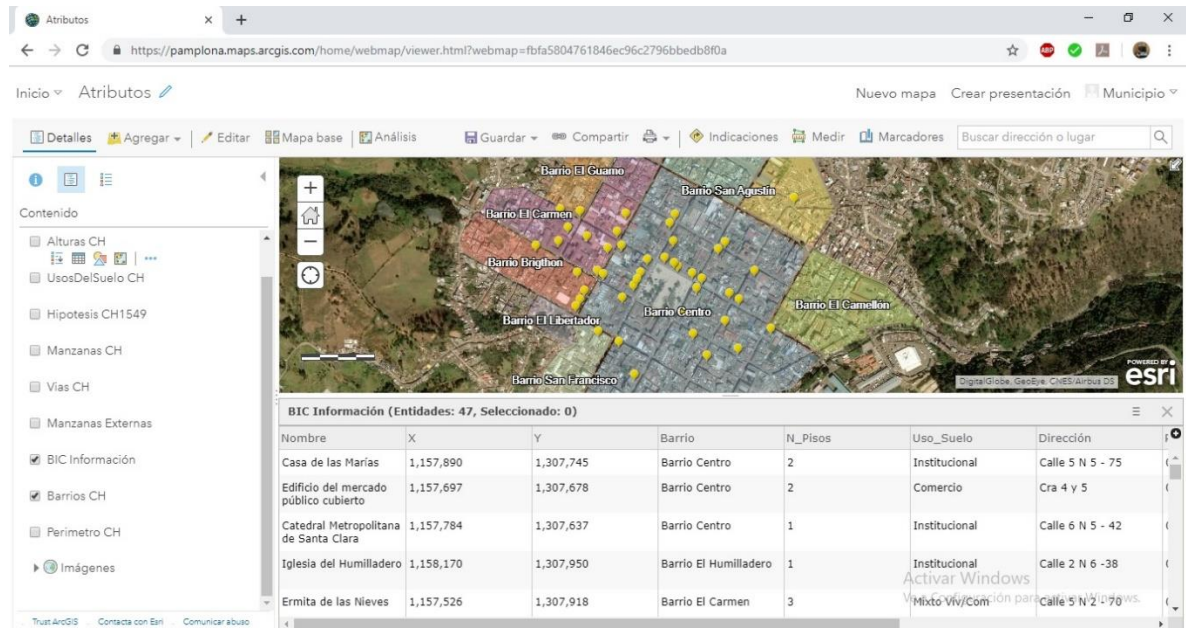 Atributos
https://pamplona.maps.arcgis.com/home/webmap/viewer.html?webmap=fbfa5804761846ec96c2796bbedb8f0a
ABP
Inicio Atributos Nuevo mapa Crear presentación Municipio
Detalles Agregar Editar Mapa base Análisis Guardar Compartir Indicaciones Medir Marcadores Buscar dirección o lugar
Contenido
Alturas CH
UsosDelSuelo CH
Hipotesis CH1549
Manzanas CH
Vias CH
Manzanas Externas
BIC Información
Barrios CH
Perimetro CH
Imágenes
Trust ArcGIS Contacta con Esri Comunicar abuso
Barrio El Guamo
Barrio San Agustín
Barrio El Carmen
Barrio Brigthon
Barrio El Camellón
Barrio Centro
Barrio El Libertador
Barrio San Francisco
POWERED BY
esri
DigitalGlobe, GeoEye, CNES/Airbus DS
BIC Información (Entidades: 47, Seleccionado: 0)
Nombre X Y Barrio N_Pisos Uso_Suelo Dirección
Casa de las Marías 1,157,890 1,307,745 Barrio Centro 2 Institucional Calle 5 N 5 - 75
Edificio del mercado 1,157,697 1,307,678 Barrio Centro 2 Comercio Cra 4 y 5
público cubierto
Catedral Metropolitana 1,157,784 1,307,637 Barrio Centro 1 Institucional Calle 6 N 5 - 42
de Santa Clara
Iglesia del Humilladero 1,158,170 1,307,950 Barrio El Humilladero 1 Institucional Calle 2 N 6 -38
Activar Windows
Ermita de las Nieves 1,157,526 1,307,918 Barrio El Carmen 3 Mixto Viv/Com Calle 5 N 2 - 70